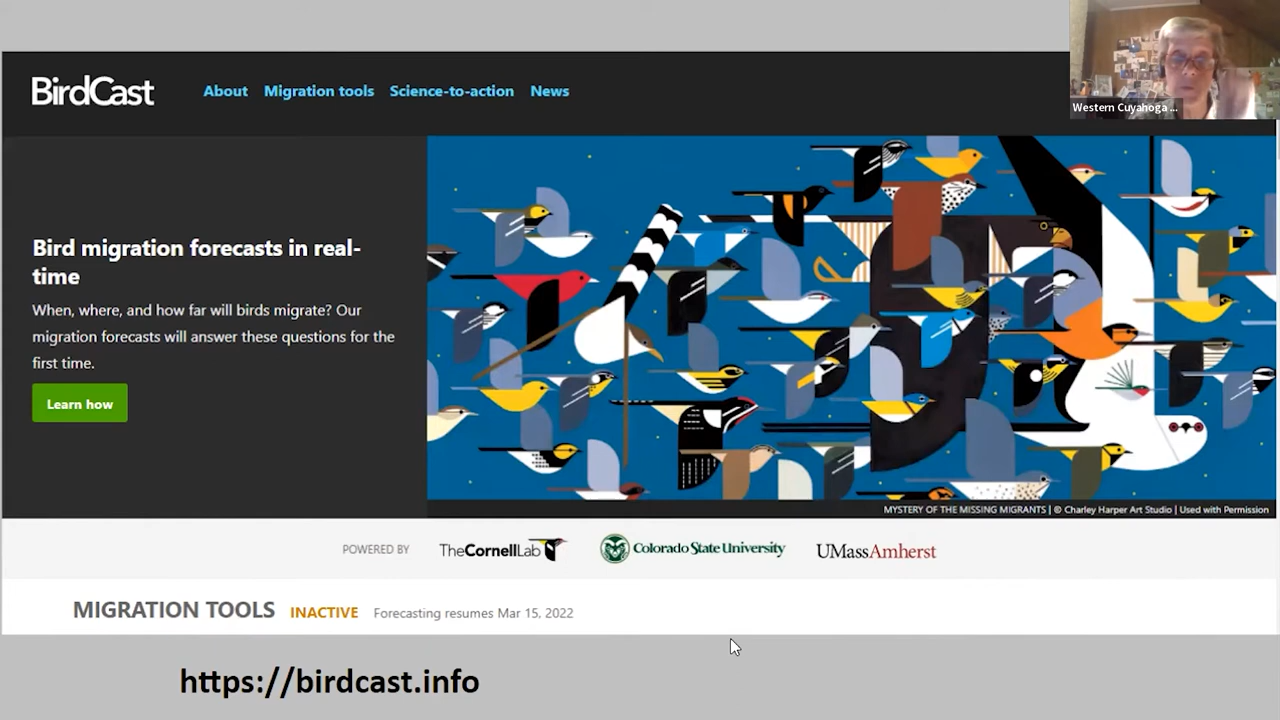 BirdCast
About Migration tools Science-to-action News
Western Cuyahoga ...
Bird migration forecasts in real-
time
When, where, and how far will birds migrate? Our
migration forecasts will answer these questions for the
first time.
Learn how
MYSTERY OF THE MISSING MIGRANTS | © Charley Harper Art Studio | Used with Permission
POWERED BY TheCornellLab Colorado State University UMassAmherst
MIGRATION TOOLS INACTIVE Forecasting resumes Mar 15, 2022
https://birdcast.info